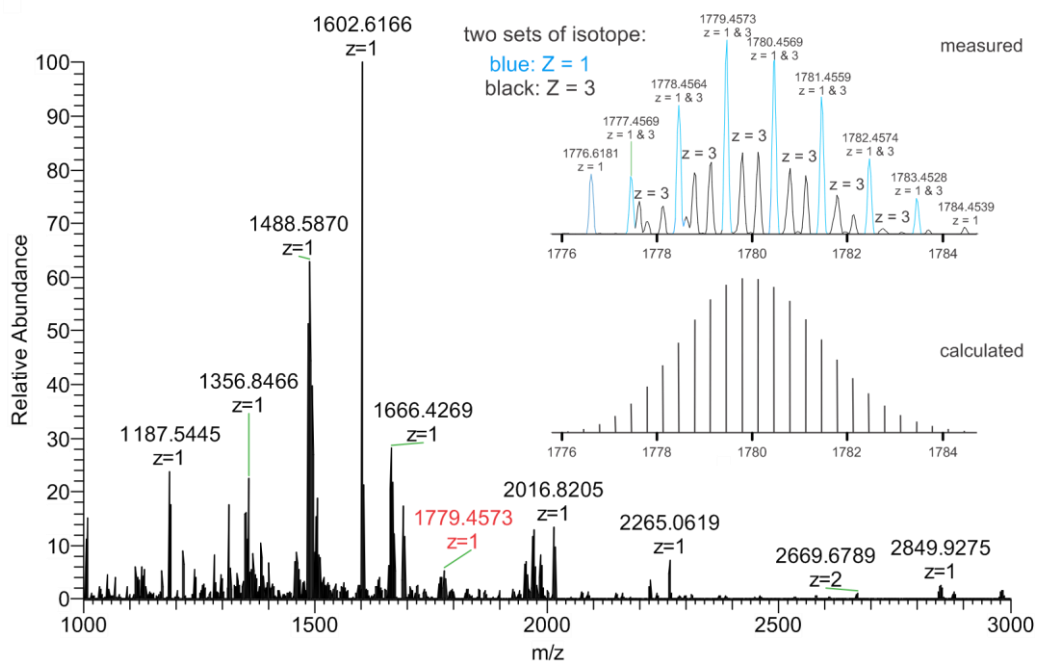 1602.6166
z=1
two sets of isotope:
blue: Z = 1
black: Z = 3
1779.4573
z = 1 & 3
1780.4569
z = 1 & 3
measured
1778.4564
z = 1 & 3
1781.4559
z = 1 & 3
1777.4569
z = 1 & 3
1776.6181
z = 1
1782.4574
z = 1 & 3
1783.4528
z = 1 & 3
1784.4539
z = 1
z = 3
z = 3
z = 3
z = 3
z = 3
z = 3
1776
1778
1780
1782
1784
calculated
1776
1778
1780
1782
1784
1488.5870
z=1
1356.8466
z=1
1187.5445
z=1
1666.4269
z=1
1779.4573
z=1
2016.8205
z=1
2265.0619
z=1
2669.6789
z=2
2849.9275
z=1
Relative Abundance
100
90
80
70
60
50
40
30
20
10
0
1000
1500
2000
2500
3000
m/z